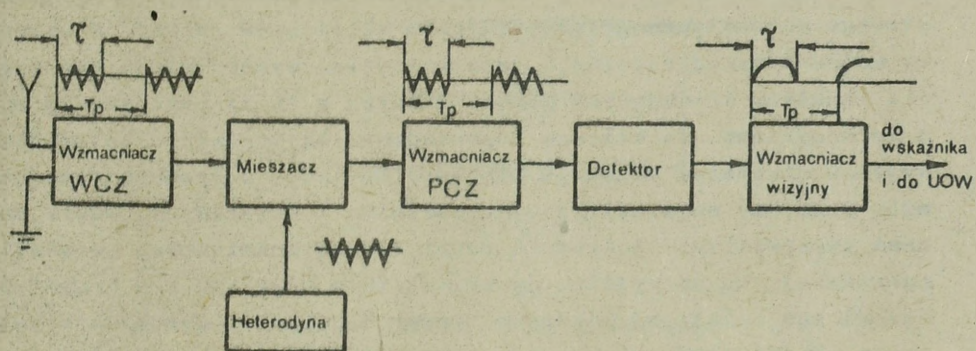 τ
τ
τ
Tp
Tp
Tp
Wzmacniacz
WCZ
Mieszacz
Wzmacniacz
PCZ
Detektor
Wzmacniacz
wizyjny
do
wskaźnika
i do UOW
Heterodyna